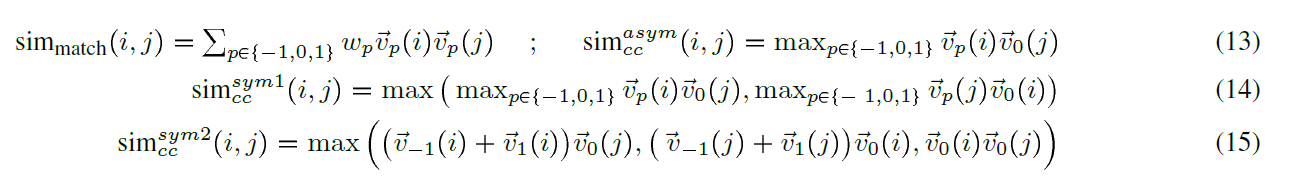 sim_match(i, j) = ∑_{p∈{−1,0,1}} w_p v⃗_p(i)v⃗_p(j) ; sim_cc^{asym}(i, j) = max_{p∈{−1,0,1}} v⃗_p(i)v⃗_0(j) (13)
sim_cc^{sym1}(i, j) = max ( max_{p∈{−1,0,1}} v⃗_p(i)v⃗_0(j), max_{p∈{− 1,0,1}} v⃗_p(j)v⃗_0(i)) (14)
sim_cc^{sym2}(i, j) = max ((v⃗_{−1}(i) + v⃗_1(i))v⃗_0(j), ( v⃗_{−1}(j) + v⃗_1(j))v⃗_0(i), v⃗_0(i)v⃗_0(j)) (15)